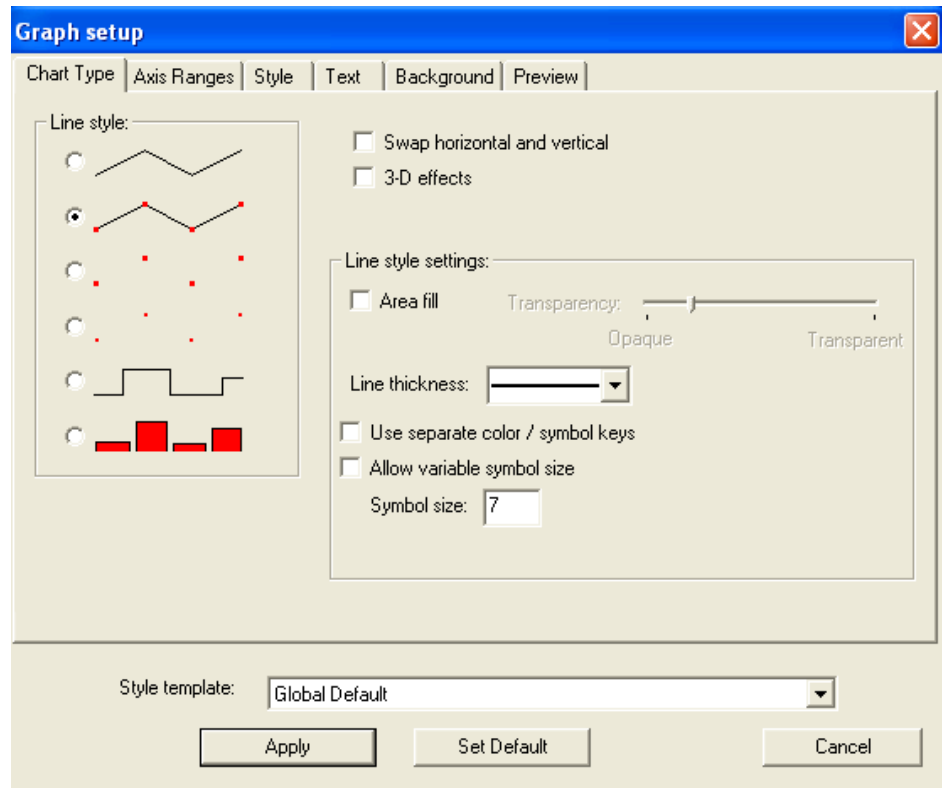 Graph setup
Chart Type Axis Ranges Style Text Background Preview
Line style:
Swap horizontal and vertical
3-D effects
Line style settings:
Area fill Transparency:
Opaque Transparent
Line thickness:
Use separate color / symbol keys
Allow variable symbol size
Symbol size: 7
Style template: Global Default
Apply Set Default Cancel